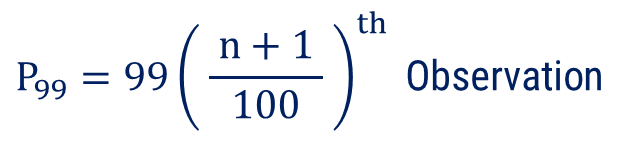 P₉₉ = 99 ( (n + 1) / 100 )ᵗʰ Observation